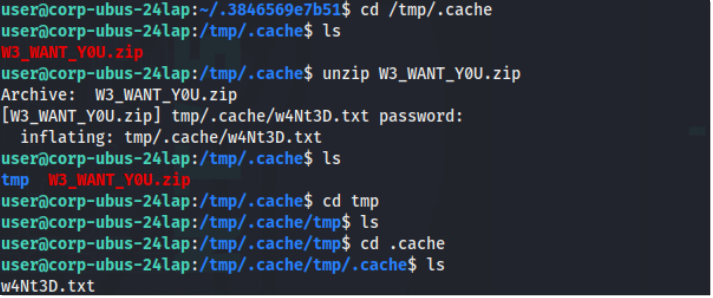 user@corp-ubus-24lap:~/.3846569e7b51$ cd /tmp/.cache
user@corp-ubus-24lap:/tmp/.cache$ ls
W3_WANT_Y0U.zip
user@corp-ubus-24lap:/tmp/.cache$ unzip W3_WANT_Y0U.zip
Archive:  W3_WANT_Y0U.zip
[W3_WANT_Y0U.zip] tmp/.cache/w4Nt3D.txt password:
  inflating: tmp/.cache/w4Nt3D.txt
user@corp-ubus-24lap:/tmp/.cache$ ls
tmp  W3_WANT_Y0U.zip
user@corp-ubus-24lap:/tmp/.cache$ cd tmp
user@corp-ubus-24lap:/tmp/.cache/tmp$ ls
user@corp-ubus-24lap:/tmp/.cache/tmp$ cd .cache
user@corp-ubus-24lap:/tmp/.cache/tmp/.cache$ ls
w4Nt3D.txt